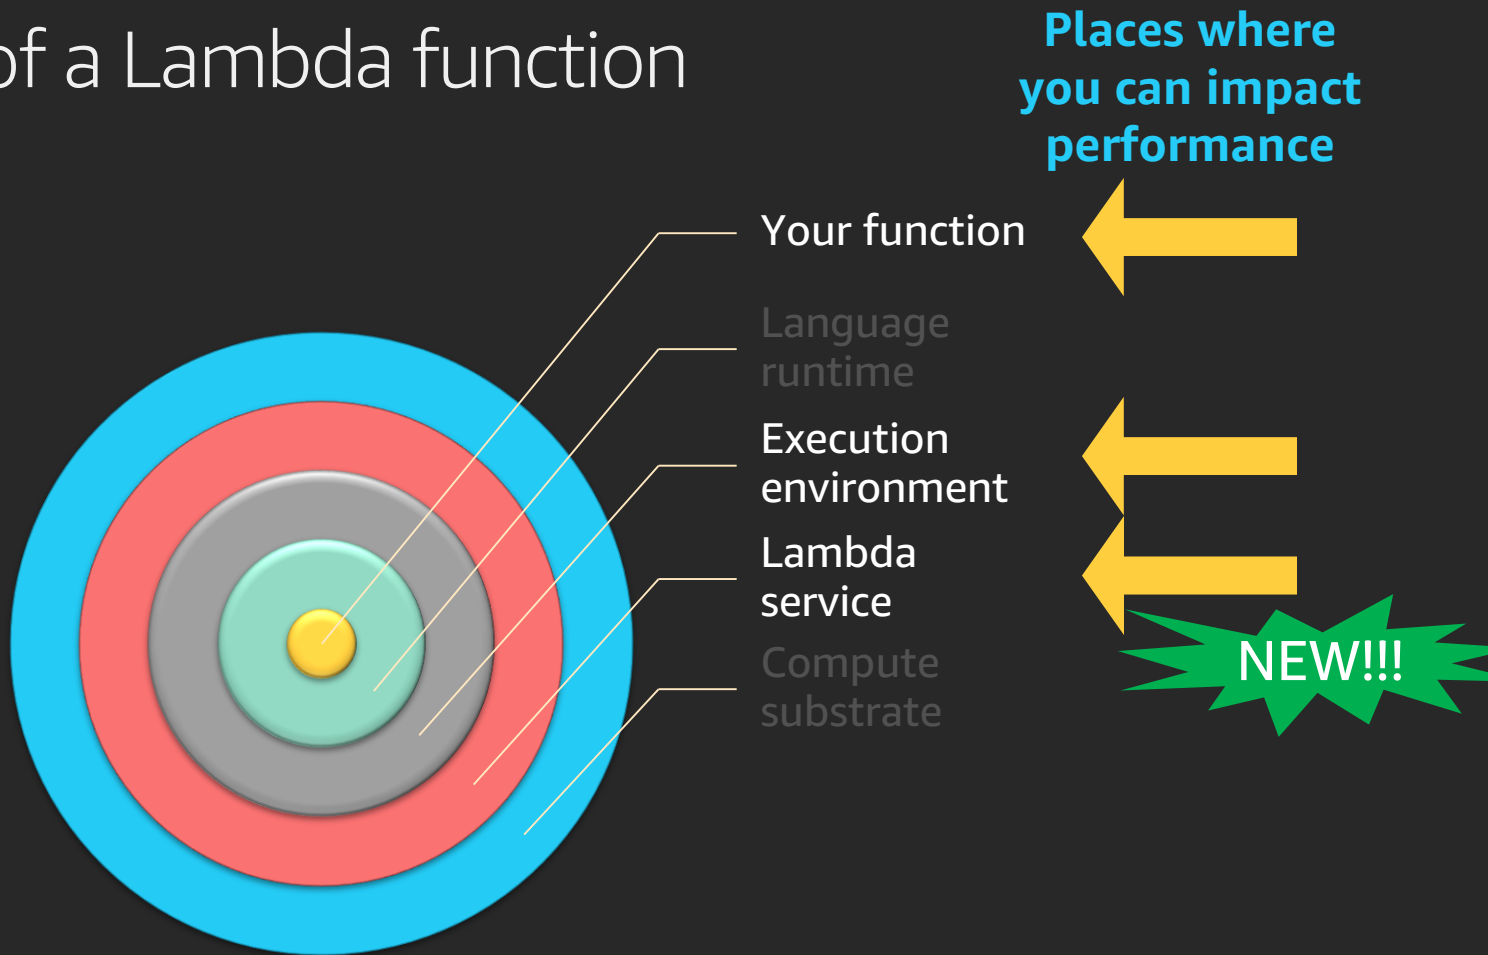 of a Lambda function
Places where
you can impact
performance
Your function
Language
runtime
Execution
environment
Lambda
service
NEW!!!
Compute
substrate